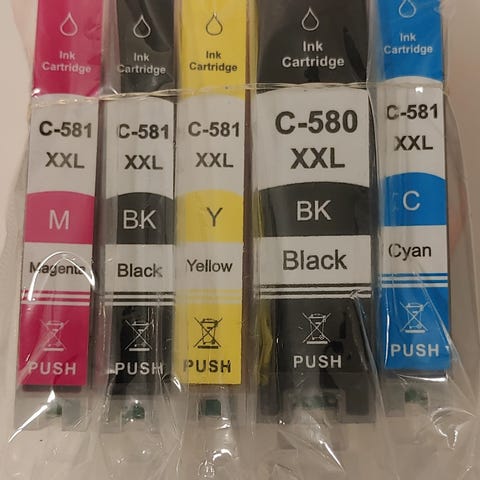 Ink
Cartridge
C-581
XXL
M
Magenta
PUSH
Ink
Cartridge
C-581
XXL
BK
Black
PUSH
Ink
Cartridge
C-581
XXL
Y
Yellow
PUSH
Ink
Cartridge
C-580
XXL
BK
Black
PUSH
Ink
Cartridge
C-581
XXL
C
Cyan
PUSH